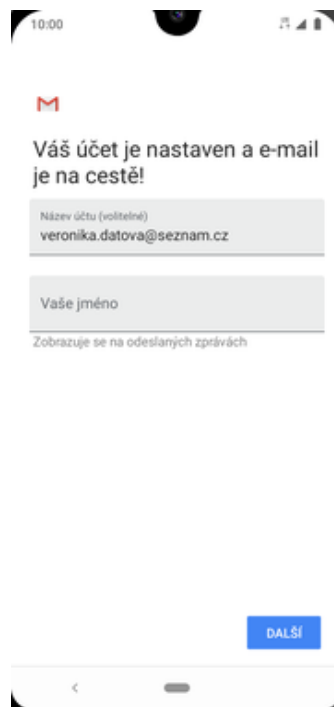 10:00
Váš účet je nastaven a e-mail
je na cestě!
Název účtu (volitelné)
veronika.datova@seznam.cz
Vaše jméno
Zobrazuje se na odeslaných zprávách
DALŠÍ